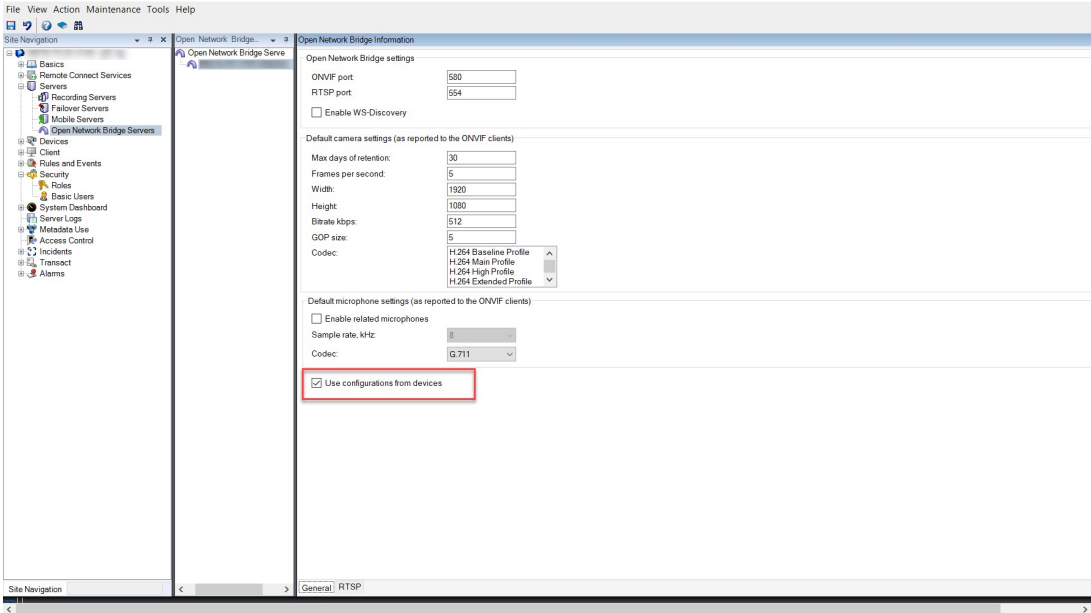 File View Action Maintenance Tools Help
Site Navigation
Basics
Remote Connect Services
Servers
Recording Servers
Failover Servers
Mobile Servers
Open Network Bridge Servers
Devices
Client
Rules and Events
Security
Roles
Basic Users
System Dashboard
Server Logs
Metadata Use
Access Control
Incidents
Transact
Alarms
Site Navigation
Open Network Bridge...
Open Network Bridge Serve
Open Network Bridge Information
Open Network Bridge settings
ONVIF port: 580
RTSP port: 554
Enable WS-Discovery
Default camera settings (as reported to the ONVIF clients)
Max days of retention: 30
Frames per second: 5
Width: 1920
Height: 1080
Bitrate kbps: 512
GOP size: 5
Codec: H.264 Baseline Profile
H.264 Main Profile
H.264 High Profile
H.264 Extended Profile
Default microphone settings (as reported to the ONVIF clients)
Enable related microphones
Sample rate, kHz: 8
Codec: G.711
Use configurations from devices
General RTSP